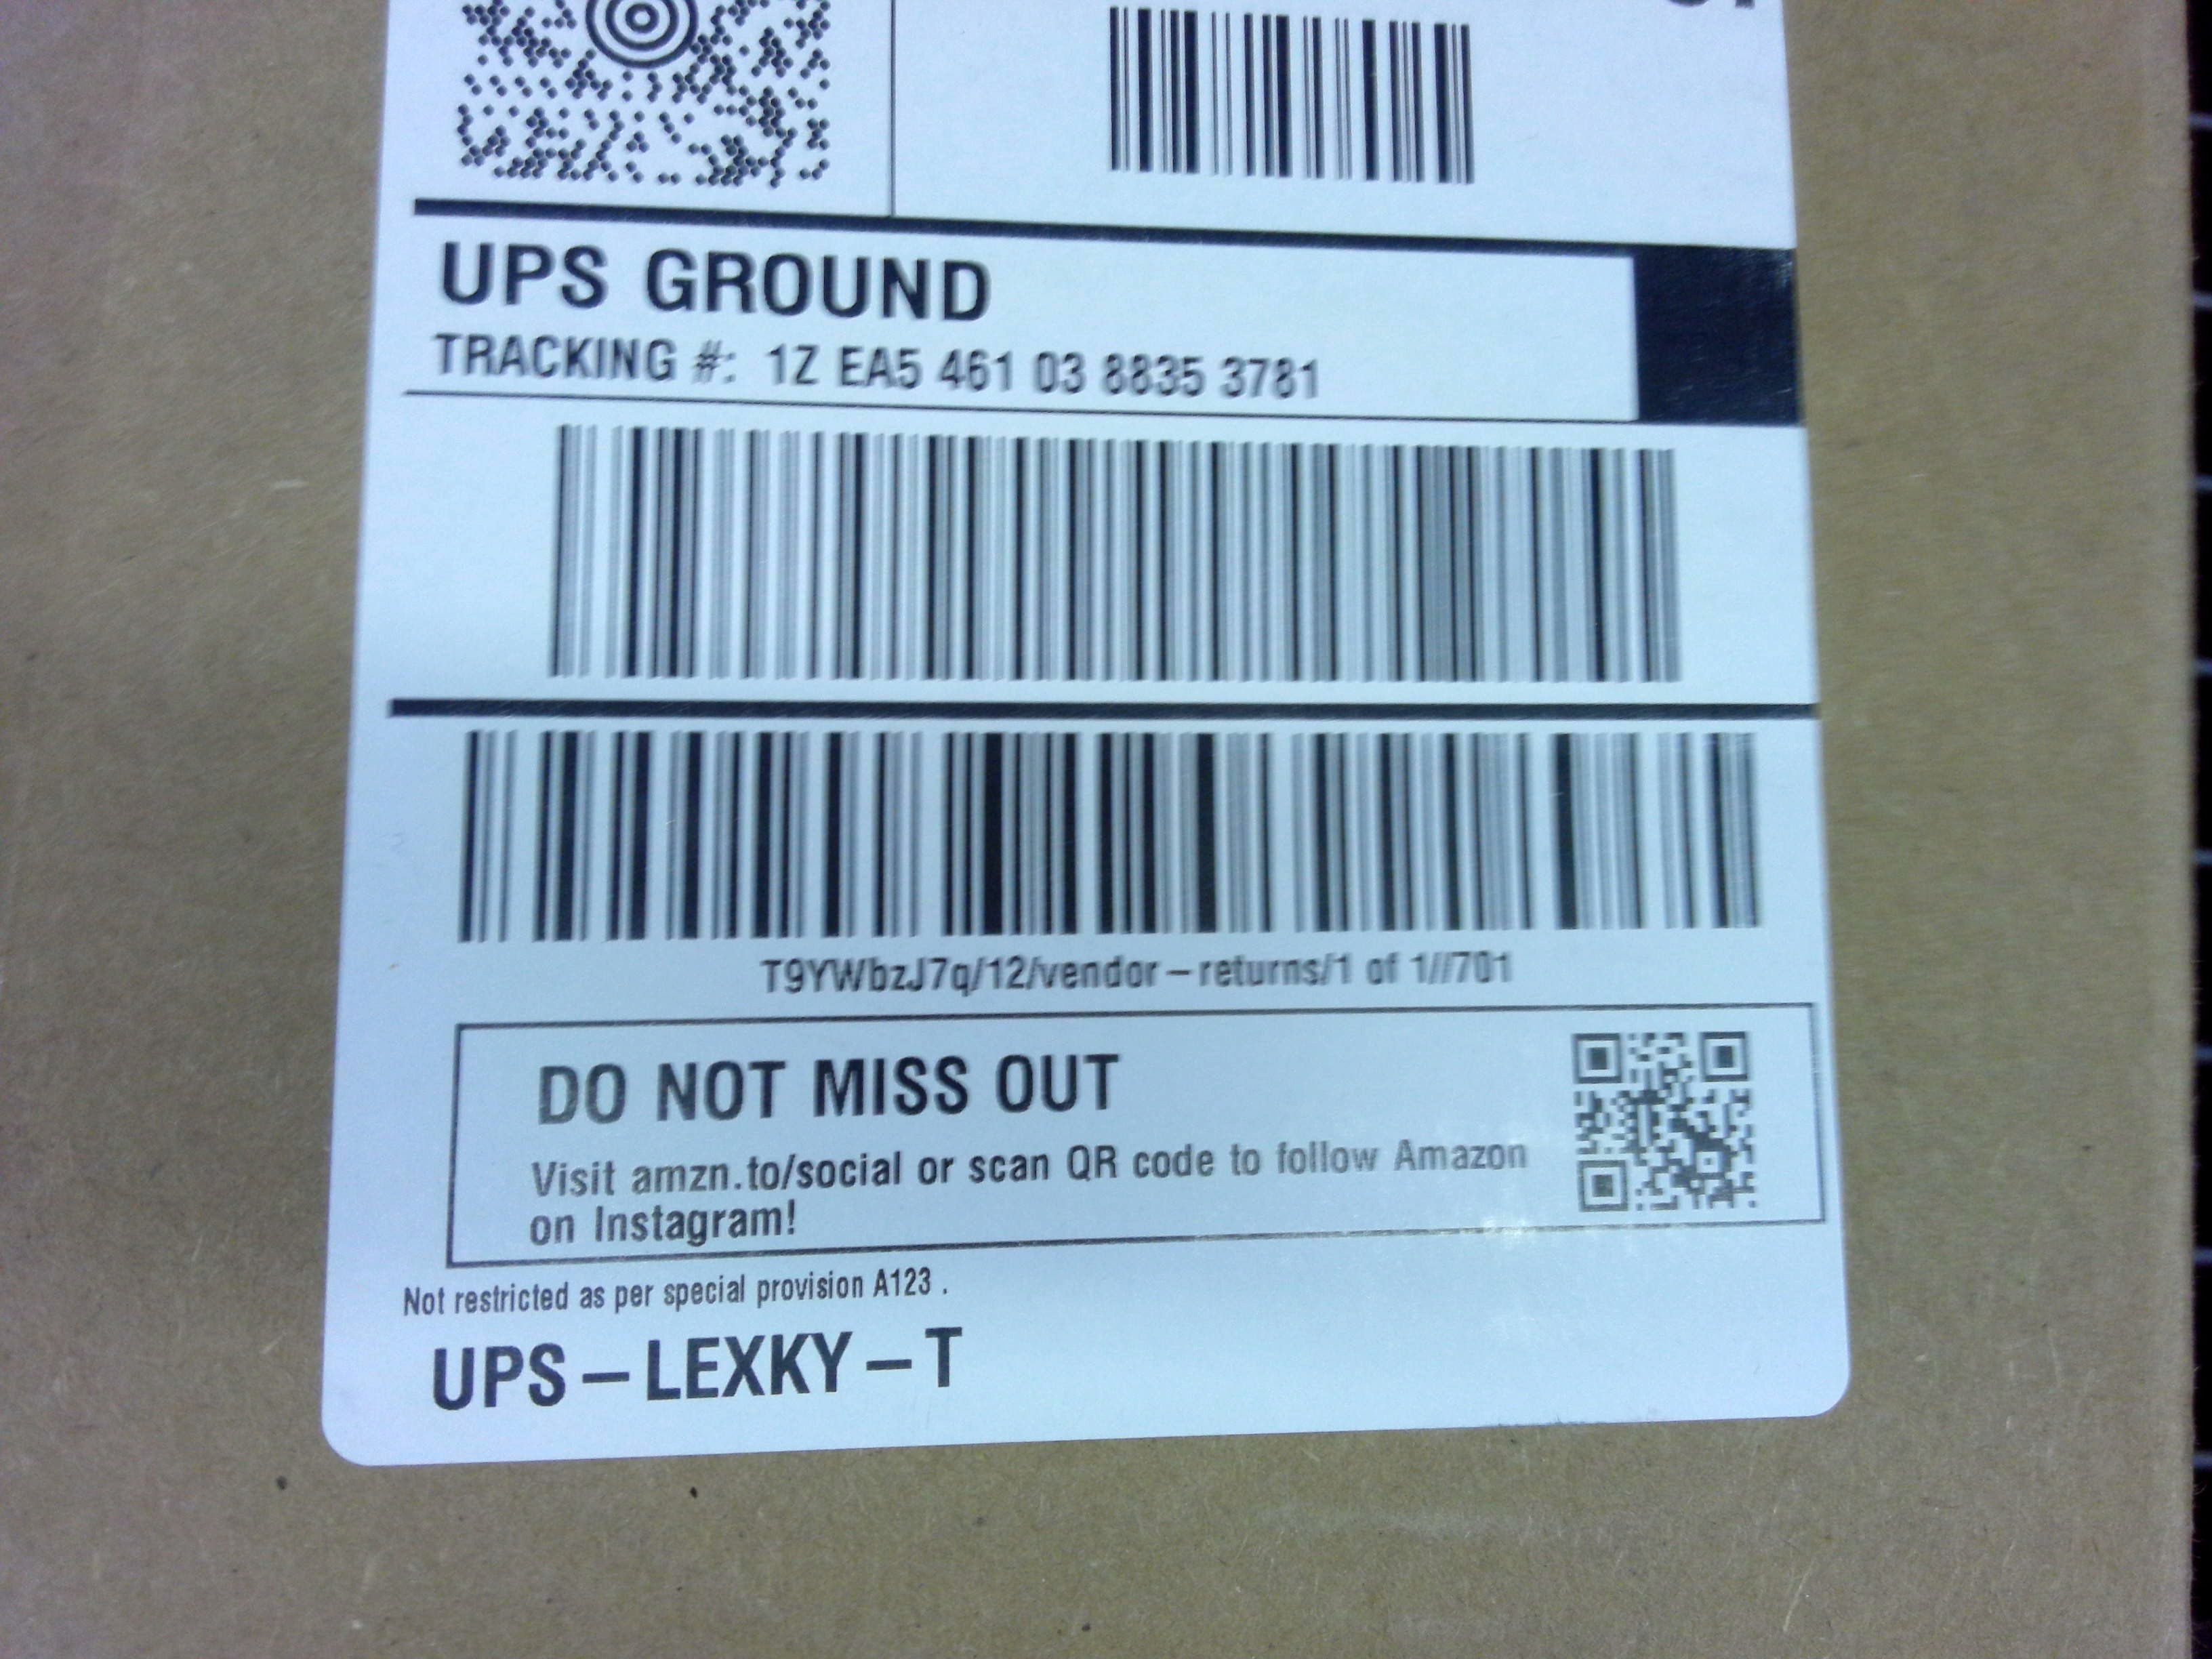 UPS GROUND
TRACKING #: 1Z EA5 461 03 8835 3781
T9YWbzJ7q/12/vendor-returns/1 of 1//701
DO NOT MISS OUT
Visit amzn.to/social or scan QR code to follow Amazon
on Instagram!
Not restricted as per special provision A123 .
UPS-LEXKY-T